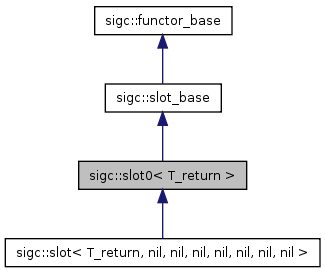 sigc::functor_base
sigc::slot_base
sigc::slot0< T_return >
sigc::slot< T_return, nil, nil, nil, nil, nil, nil, nil >